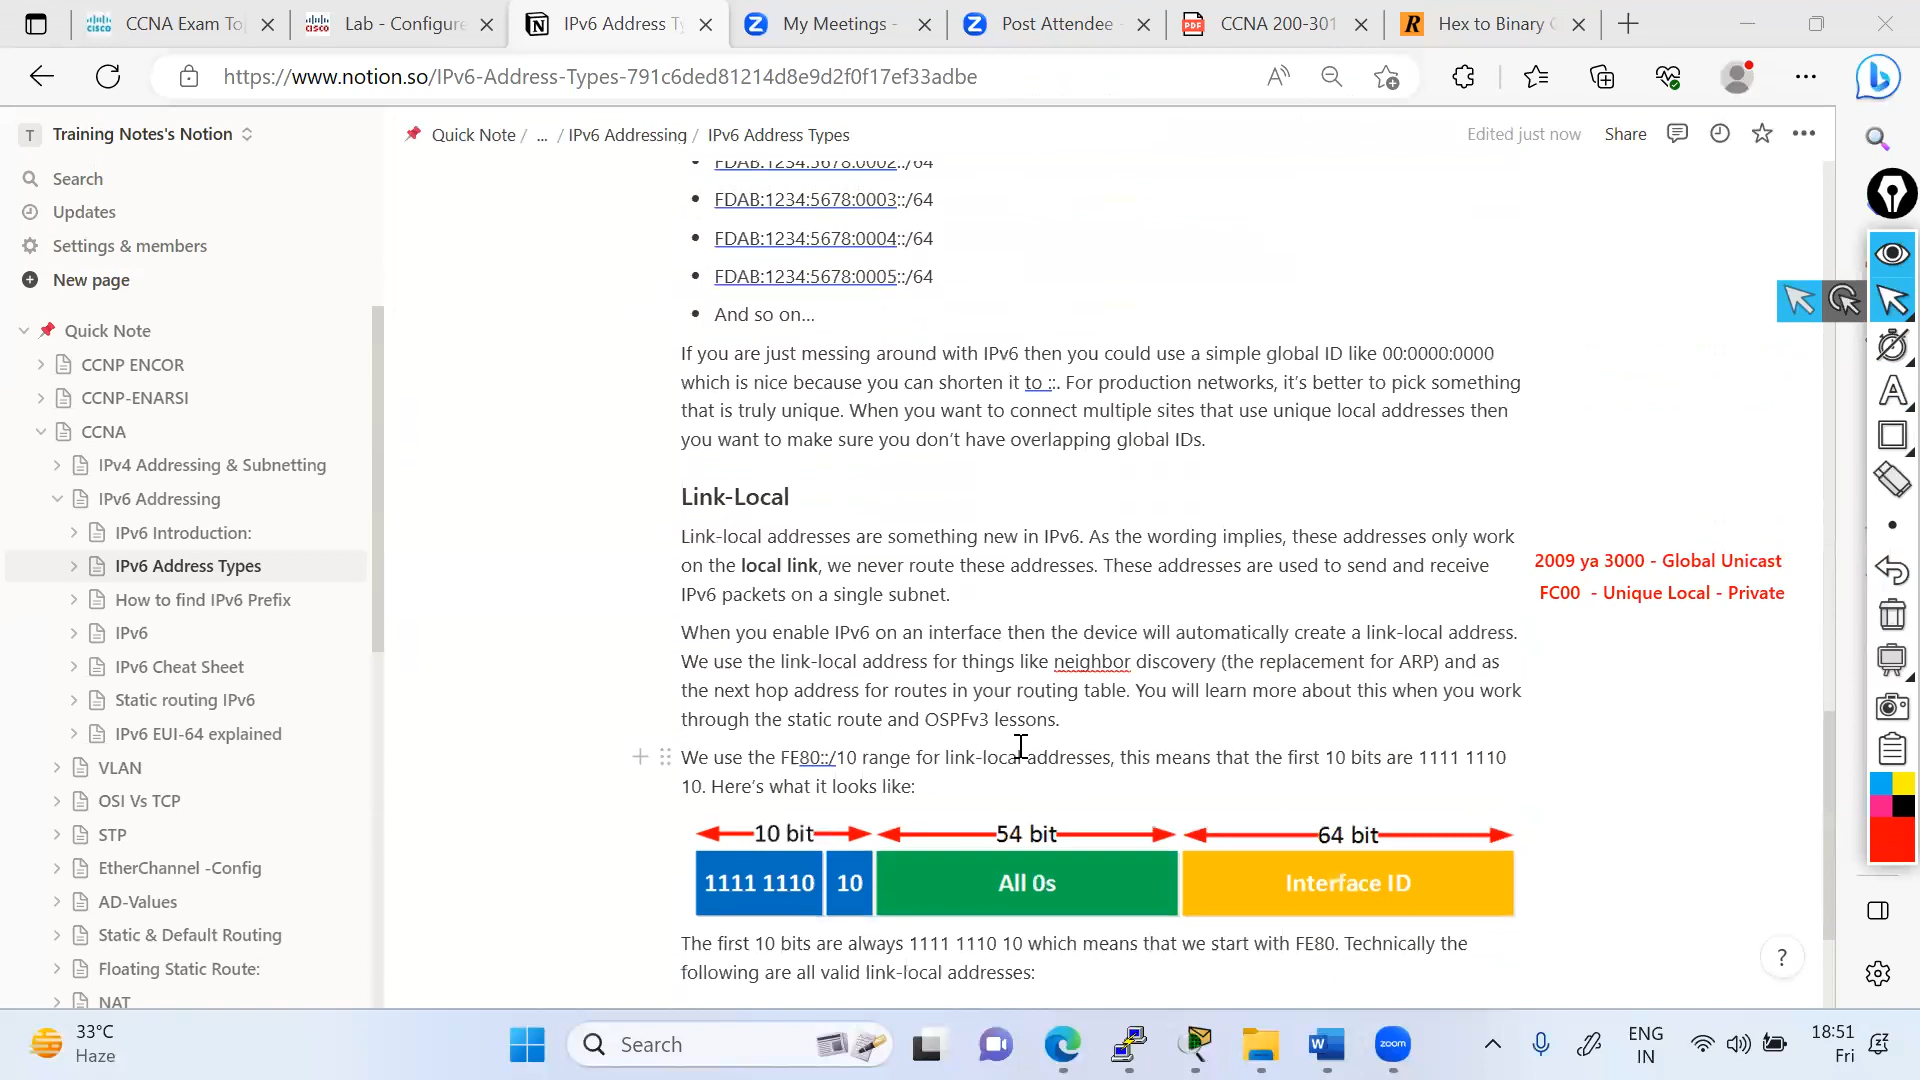 CCNA Exam To
Lab - Configure
IPv6 Address Ty
My Meetings -
Post Attendee -
CCNA 200-301
Hex to Binary C
https://www.notion.so/IPv6-Address-Types-791c6ded81214d8e9d2f0f17ef33adbe
T Training Notes's Notion
Search
Updates
Settings & members
New page
Quick Note
CCNP ENCOR
CCNP-ENARSI
CCNA
IPv4 Addressing & Subnetting
IPv6 Addressing
IPv6 Introduction:
IPv6 Address Types
How to find IPv6 Prefix
IPv6
IPv6 Cheat Sheet
Static routing IPv6
IPv6 EUI-64 explained
VLAN
OSI Vs TCP
STP
EtherChannel -Config
AD-Values
Static & Default Routing
Floating Static Route:
NAT
Quick Note / ... / IPv6 Addressing / IPv6 Address Types
Edited just now Share
FDAB:1234:5678:0002::/64
FDAB:1234:5678:0003::/64
FDAB:1234:5678:0004::/64
FDAB:1234:5678:0005::/64
And so on...
If you are just messing around with IPv6 then you could use a simple global ID like 00:0000:0000
which is nice because you can shorten it to ::. For production networks, it's better to pick something
that is truly unique. When you want to connect multiple sites that use unique local addresses then
you want to make sure you don't have overlapping global IDs.
Link-Local
Link-local addresses are something new in IPv6. As the wording implies, these addresses only work
on the local link, we never route these addresses. These addresses are used to send and receive
IPv6 packets on a single subnet.
2009 ya 3000 - Global Unicast
FC00 - Unique Local - Private
When you enable IPv6 on an interface then the device will automatically create a link-local address.
We use the link-local address for things like neighbor discovery (the replacement for ARP) and as
the next hop address for routes in your routing table. You will learn more about this when you work
through the static route and OSPFv3 lessons.
We use the FE80::/10 range for link-local addresses, this means that the first 10 bits are 1111 1110
10. Here's what it looks like:
10 bit 54 bit 64 bit
1111 1110 10 All 0s Interface ID
The first 10 bits are always 1111 1110 10 which means that we start with FE80. Technically the
following are all valid link-local addresses:
?
33°C
Haze
Search
zoom
ENG
IN
18:51
Fri